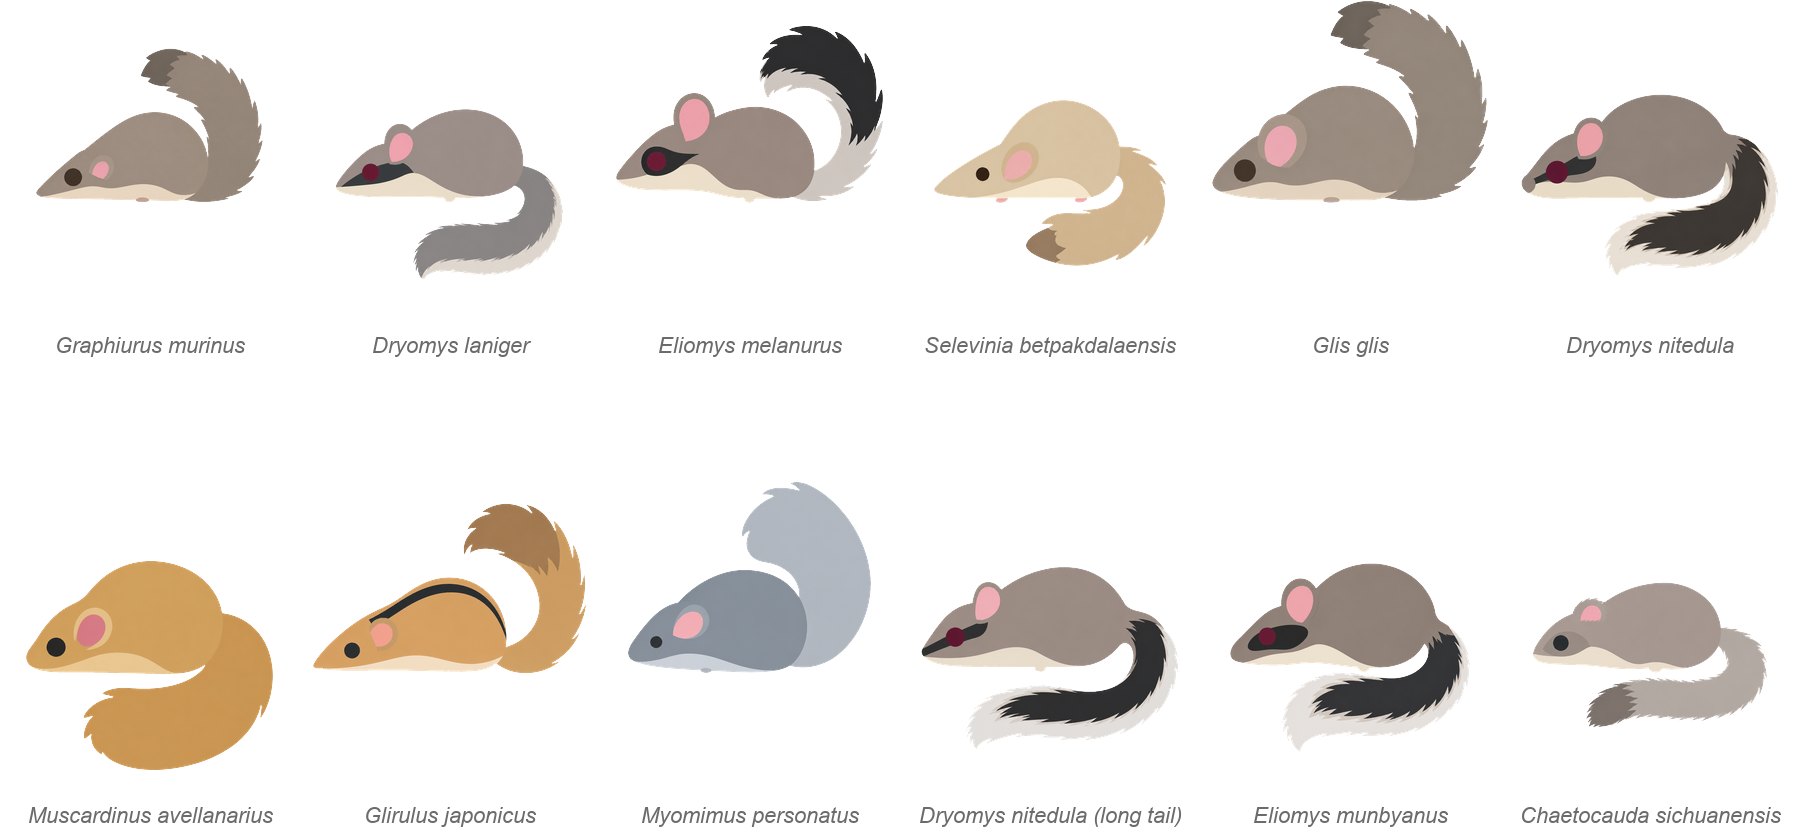 Graphiurus murinus
Dryomys laniger
Eliomys melanurus
Selevinia betpakdalaensis
Glis glis
Dryomys nitedula
Muscardinus avellanarius
Glirulus japonicus
Myomimus personatus
Dryomys nitedula (long tail)
Eliomys munbyanus
Chaetocauda sichuanensis